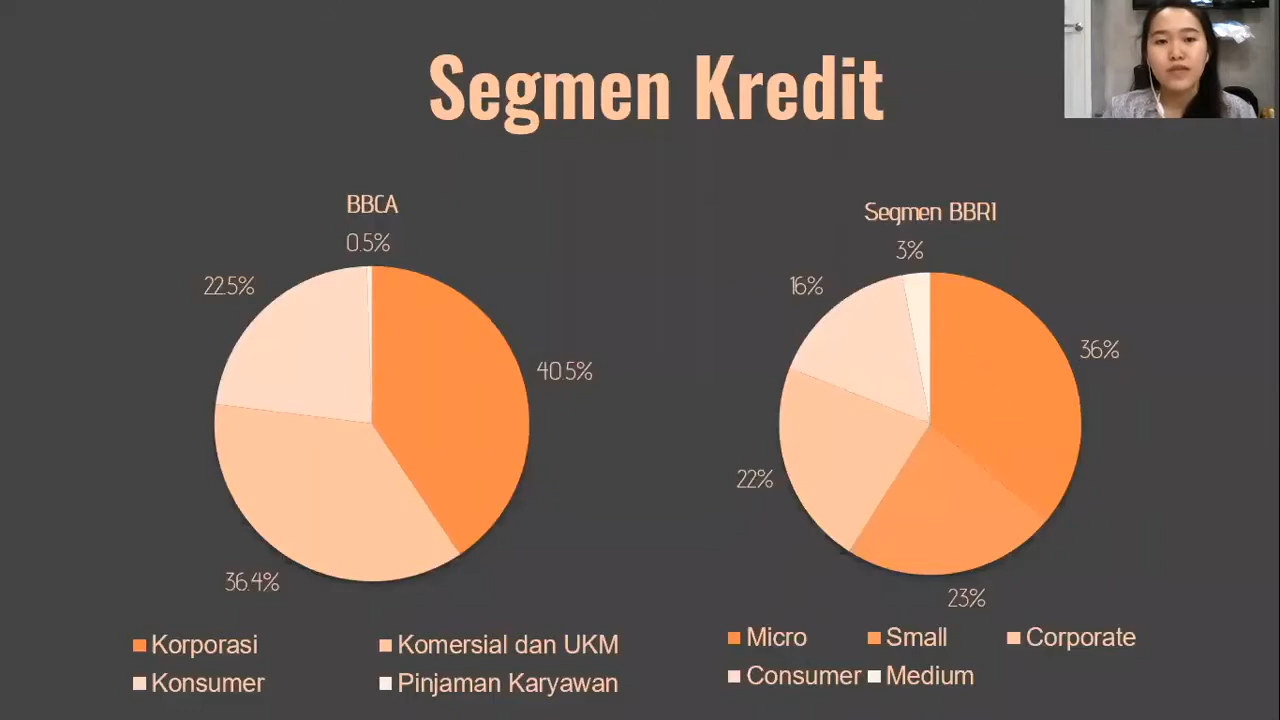 Segmen Kredit
BBCA
0.5%
22.5%
40.5%
36.4%
Korporasi
Komersial dan UKM
Konsumer
Pinjaman Karyawan
Segmen BBRI
3%
16%
36%
22%
23%
Micro
Small
Corporate
Consumer
Medium